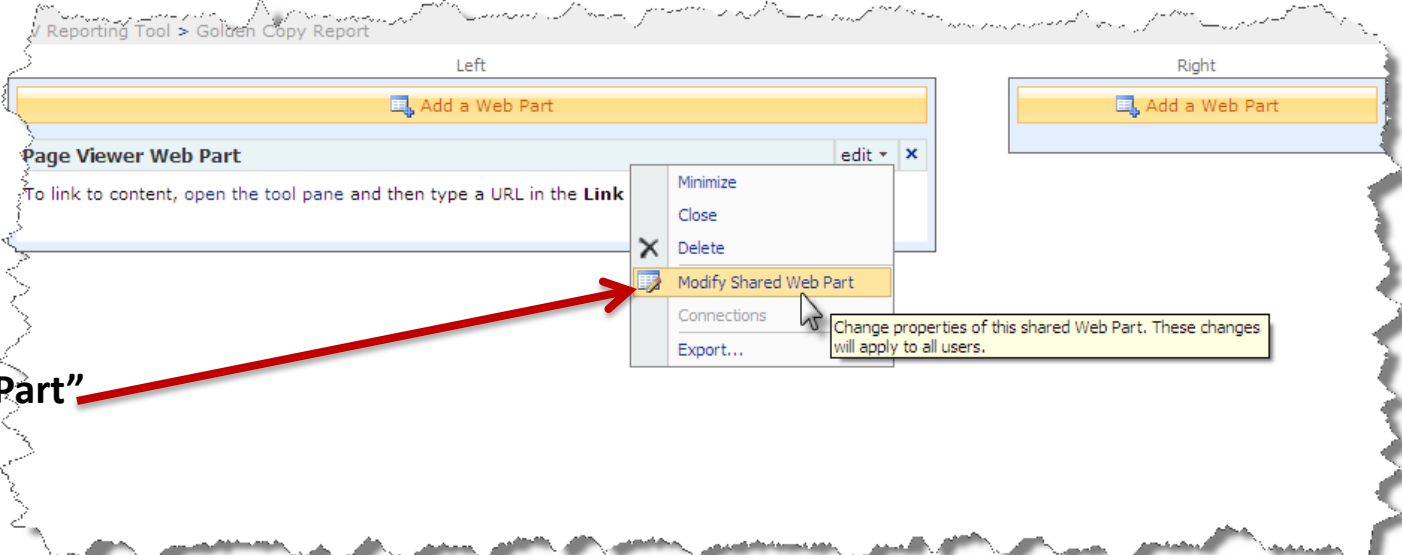 Reporting Tool > Golden Copy Report
Left
Right
Add a Web Part
Add a Web Part
Page Viewer Web Part
edit
To link to content, open the tool pane and then type a URL in the Link
Minimize
Close
Delete
Modify Shared Web Part
Connections
Change properties of this shared Web Part. These changes
will apply to all users.
Export...
Part”